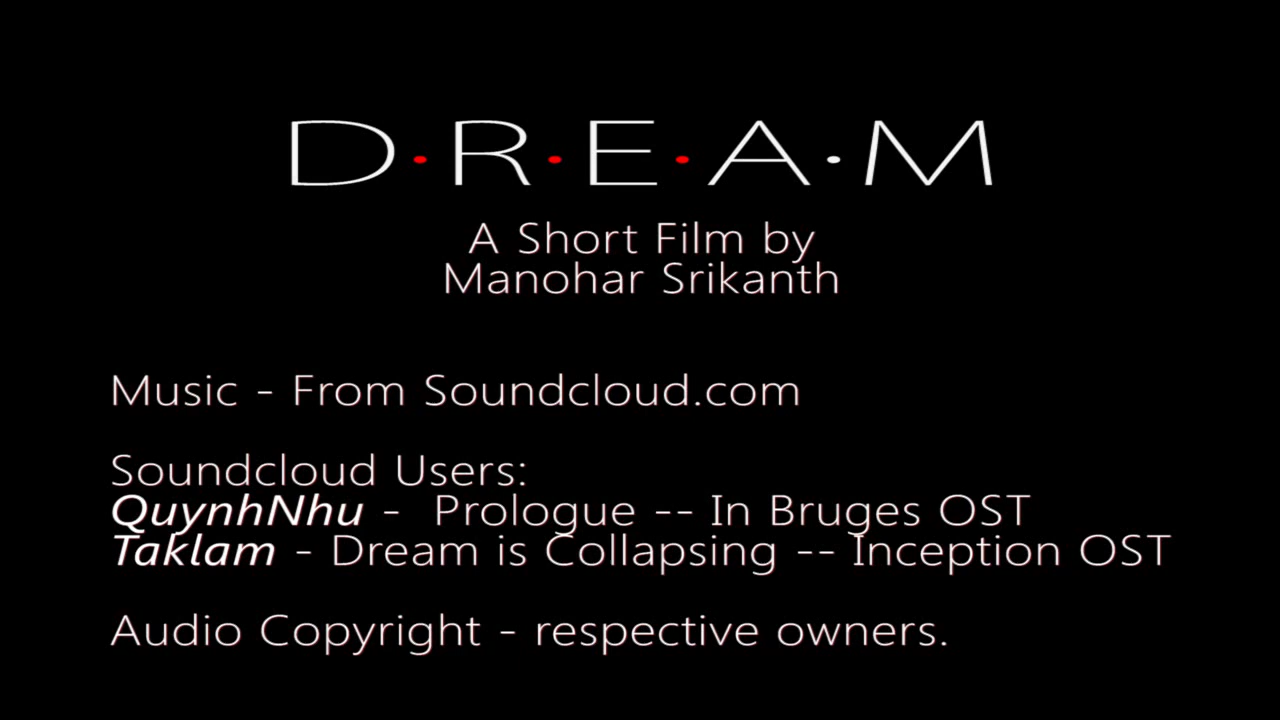 D·R·E·A·M
A Short Film by
Manohar Srikanth
Music - From Soundcloud.com
Soundcloud Users:
QuynhNhu - Prologue -- In Bruges OST
Taklam - Dream is Collapsing -- Inception OST
Audio Copyright - respective owners.